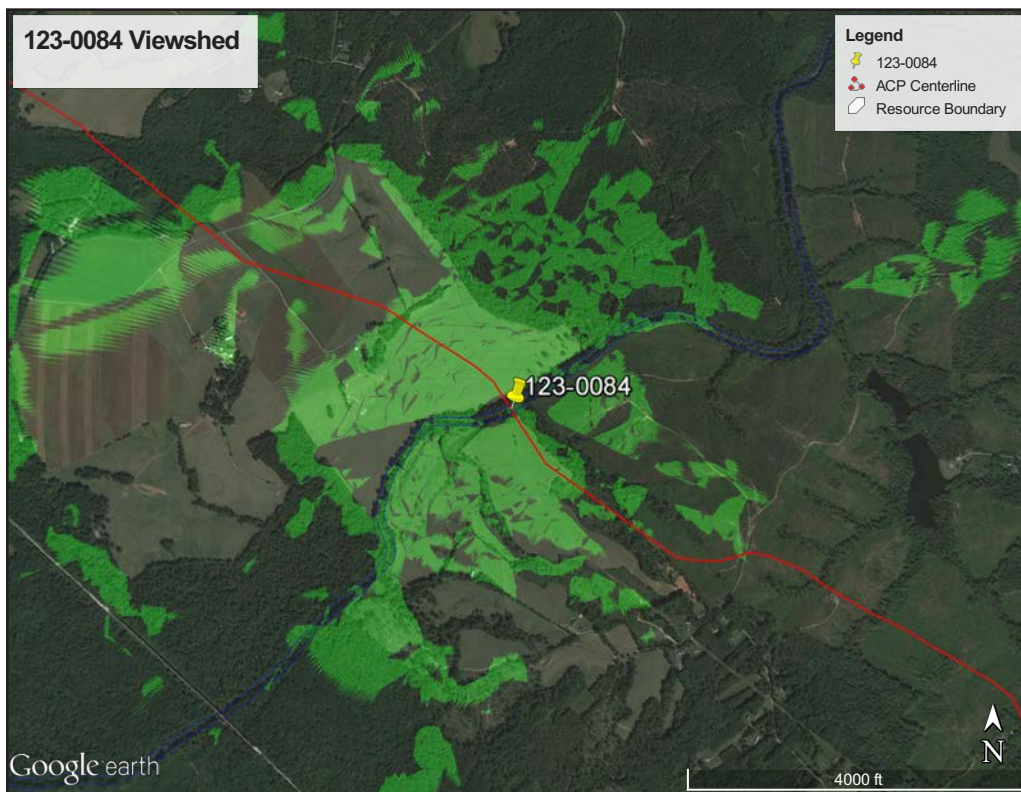 123-0084 Viewshed
Legend
123-0084
ACP Centerline
Resource Boundary
123-0084
N
Google earth
4000 ft